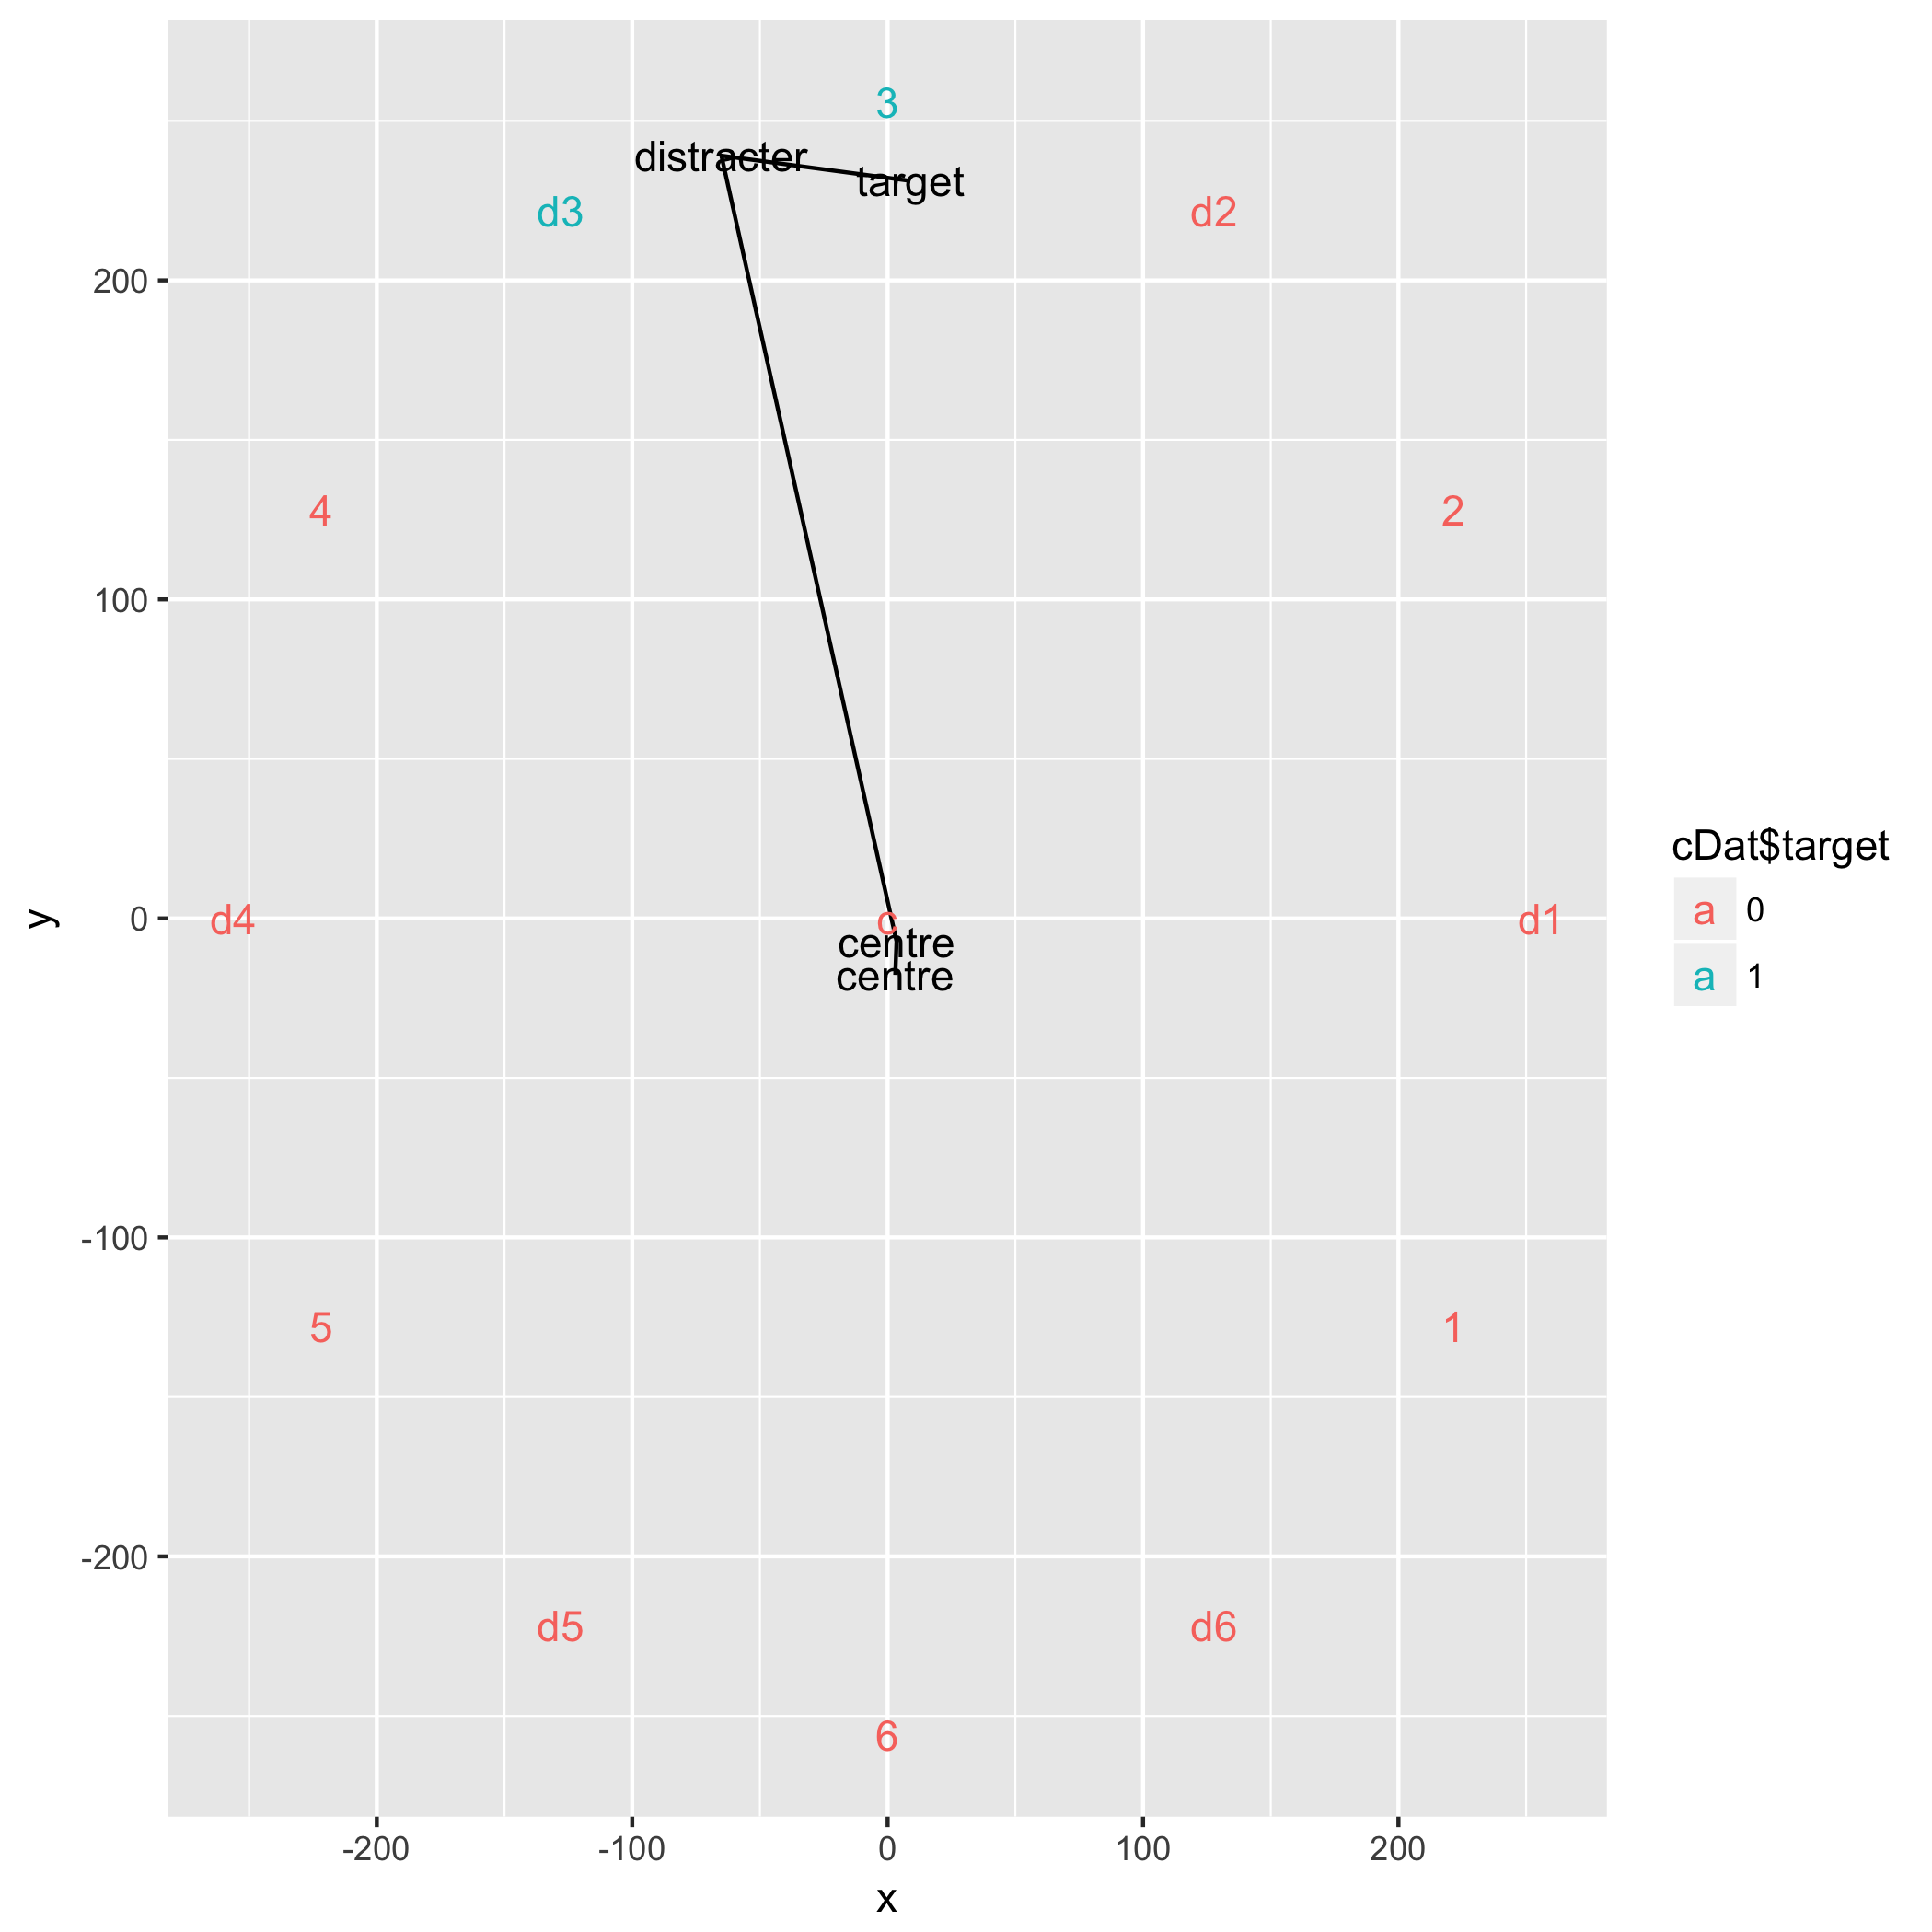 3
distracter
target
d3 d2
200
4 2
100
y
0
d4 c d1
centre
centre
cDat$target
a 0
a 1
-100
5 1
-200
d5 d6
6
-200 -100 0 100 200
x